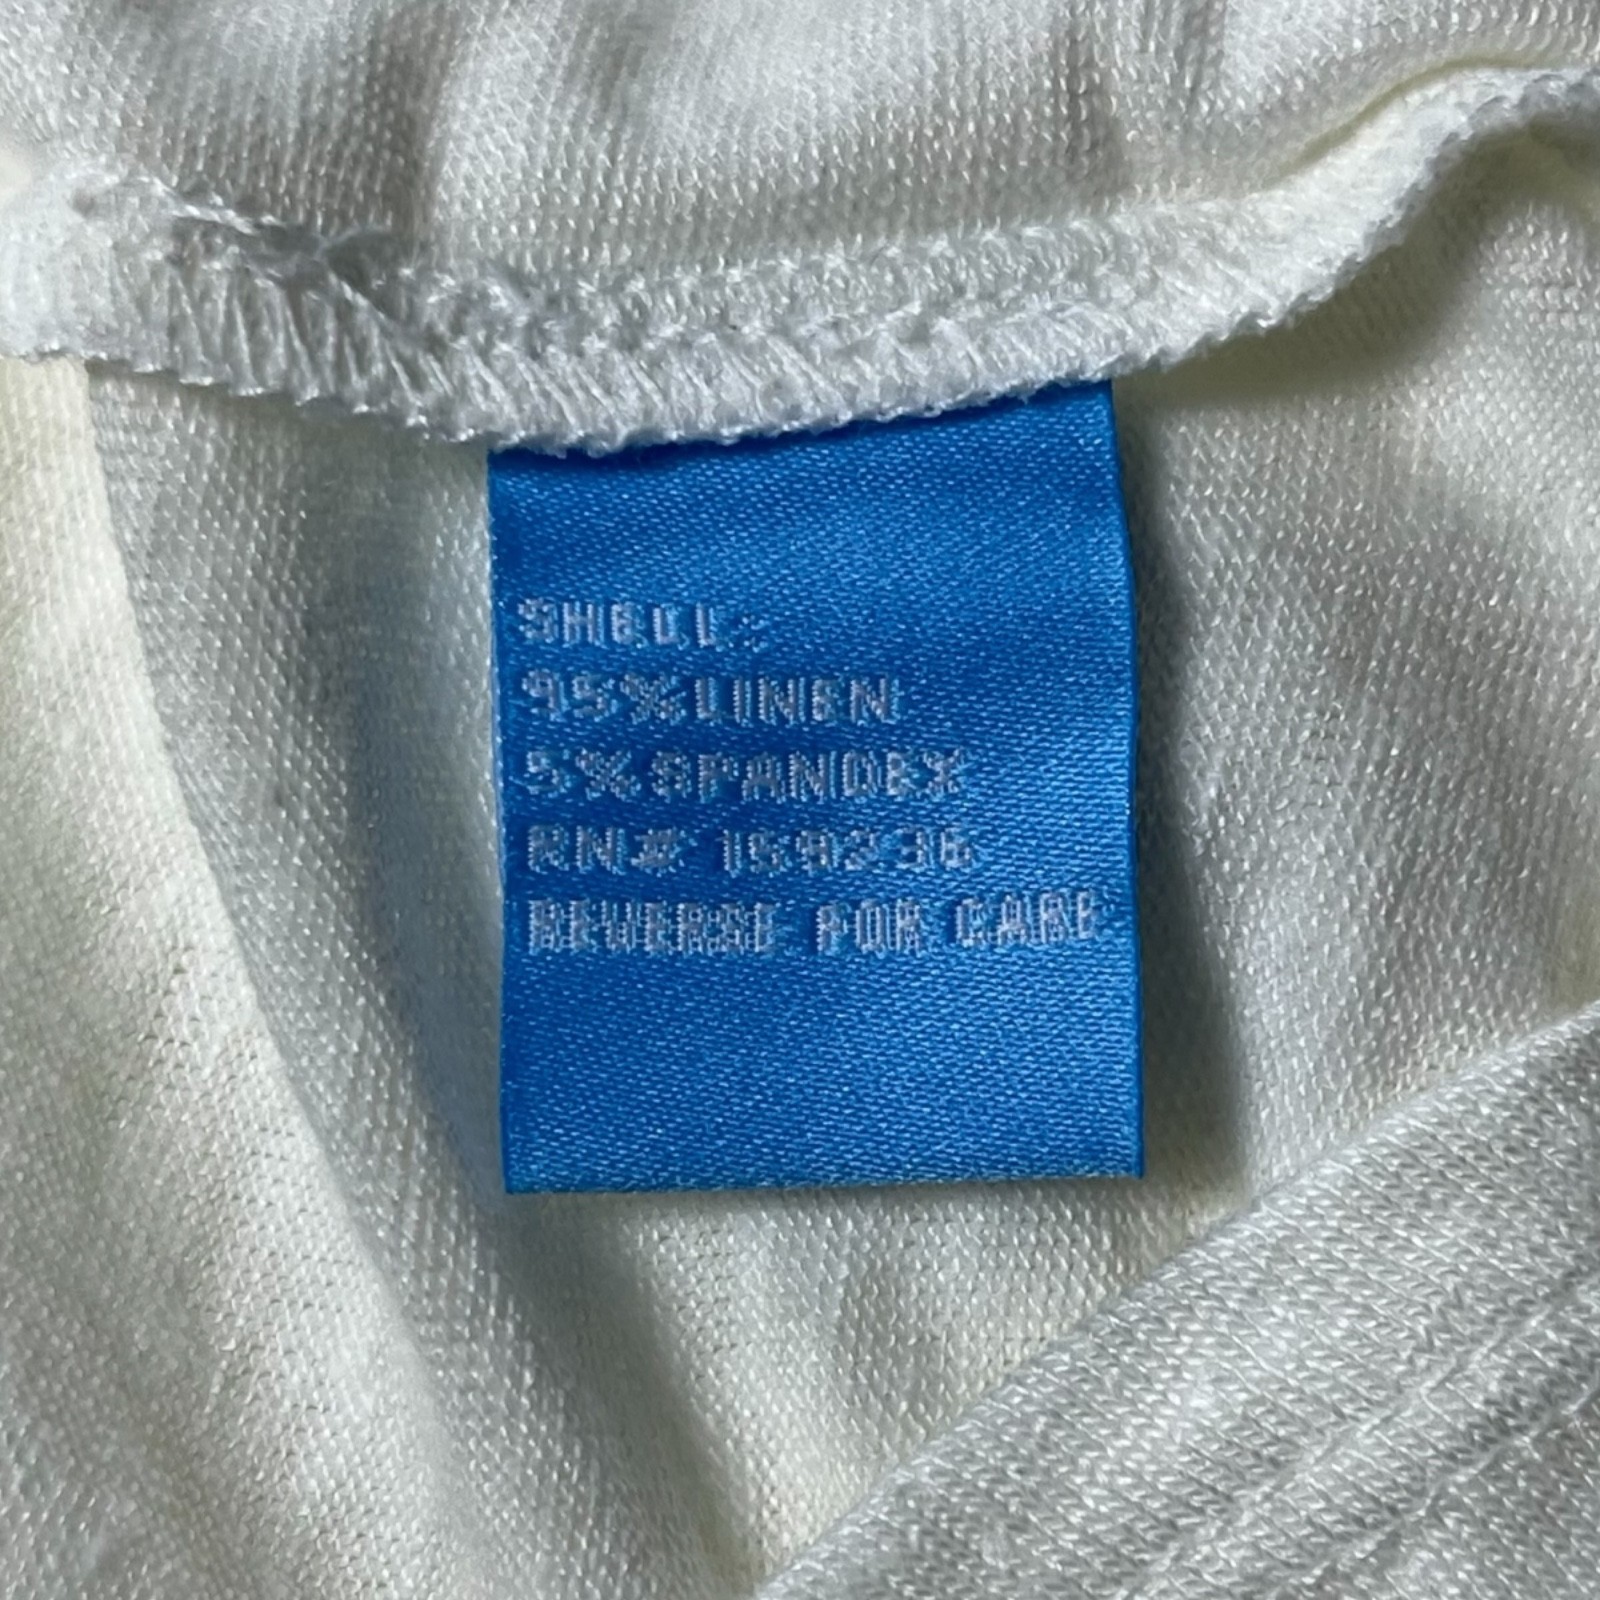 SHELL:
95%LINEN
5%SPANDEX
RN# 159236
REVERSE FOR CARE